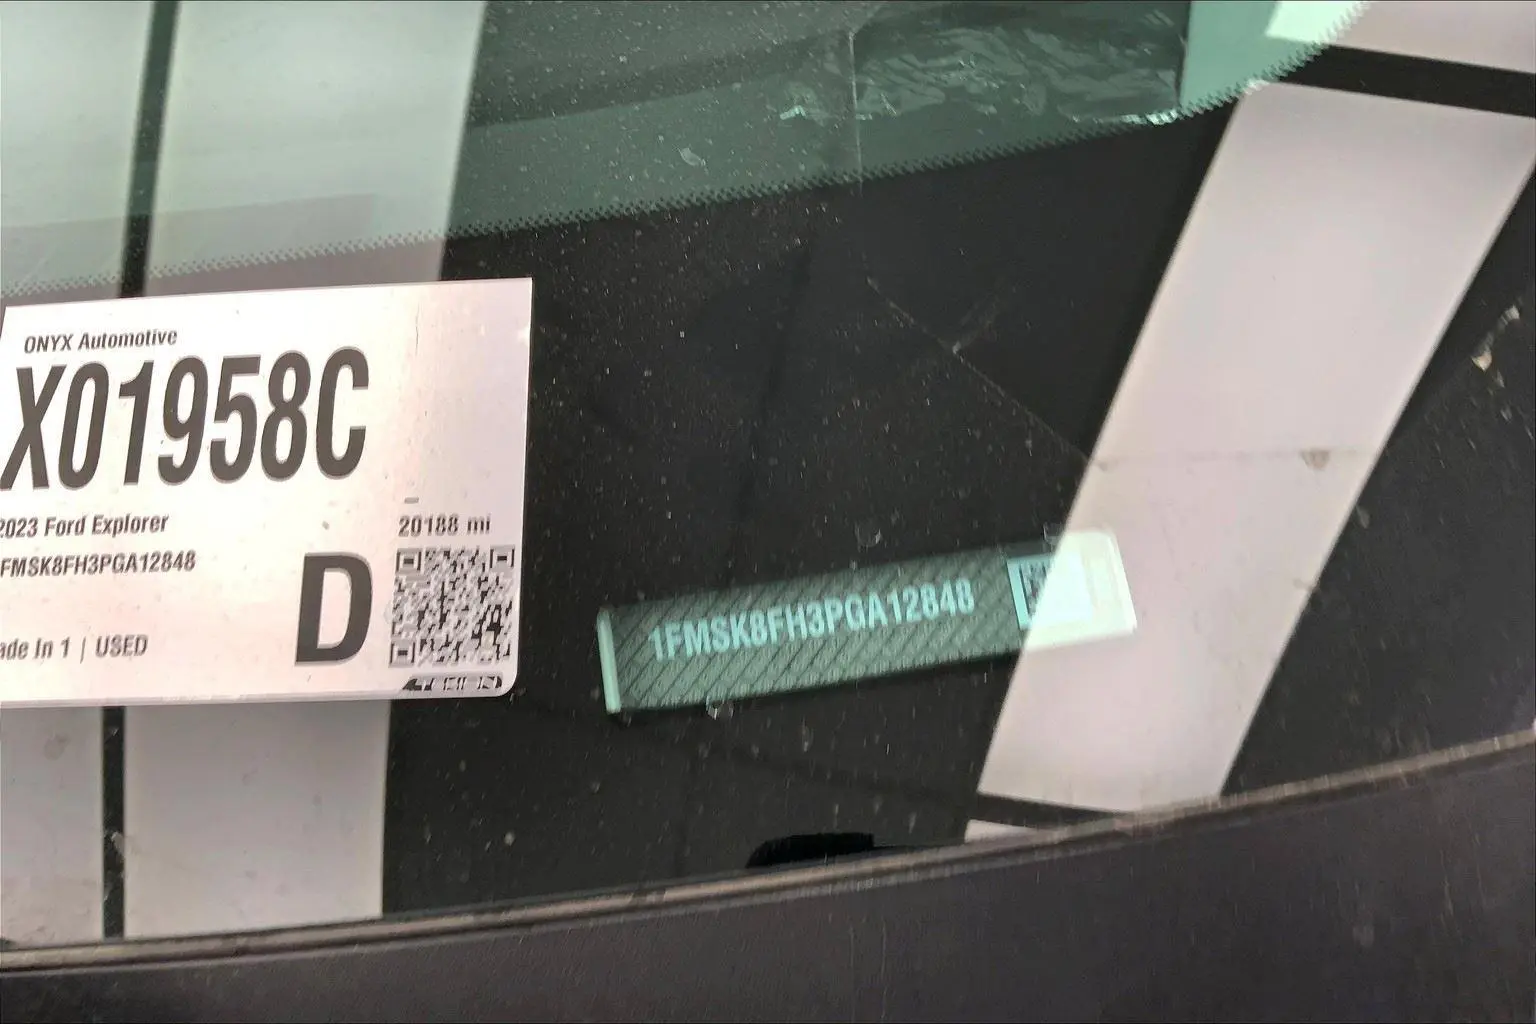 ONYX Automotive
X01958C
2023 Ford Explorer
20188 mi
FMSK8FH3PGA12848
D
ade In 1 | USED
1FMSK8FH3PGA12848